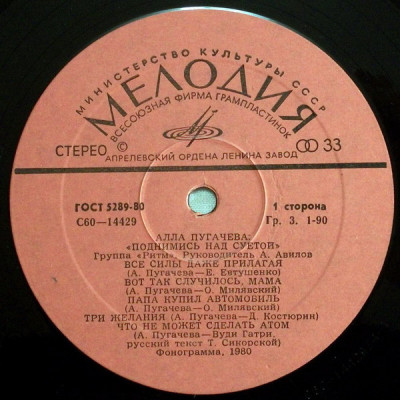 МИНИСТЕРСТВО КУЛЬТУРЫ СССР
МЕЛОДИЯ
ВСЕСОЮЗНАЯ ФИРМА ГРАМПЛАСТИНОК
СТЕРЕО 33
АПРЕЛЕВСКИЙ ОРДЕНА ЛЕНИНА ЗАВОД
ГОСТ 5289-80 1 сторона
С60—14429 Гр. 3. 1-90
АЛЛА ПУГАЧЕВА.
«ПОДНИМИСЬ НАД СУЕТОЙ»
Группа «Ритм». Руководитель А. Авилов
ВСЕ СИЛЫ ДАЖЕ ПРИЛАГАЯ
(А. Пугачева—Е. Евтушенко)
ВОТ ТАК СЛУЧИЛОСЬ, МАМА
(А. Пугачева—О. Милявский)
ПАПА КУПИЛ АВТОМОБИЛЬ
(А. Пугачева—О. Милявский)
ТРИ ЖЕЛАНИЯ (А. Пугачева—Д. Костюрин)
ЧТО НЕ МОЖЕТ СДЕЛАТЬ АТОМ
(А. Пугачева—Вуди Гатри,
русский текст Т. Сикорской)
Фонограмма, 1980